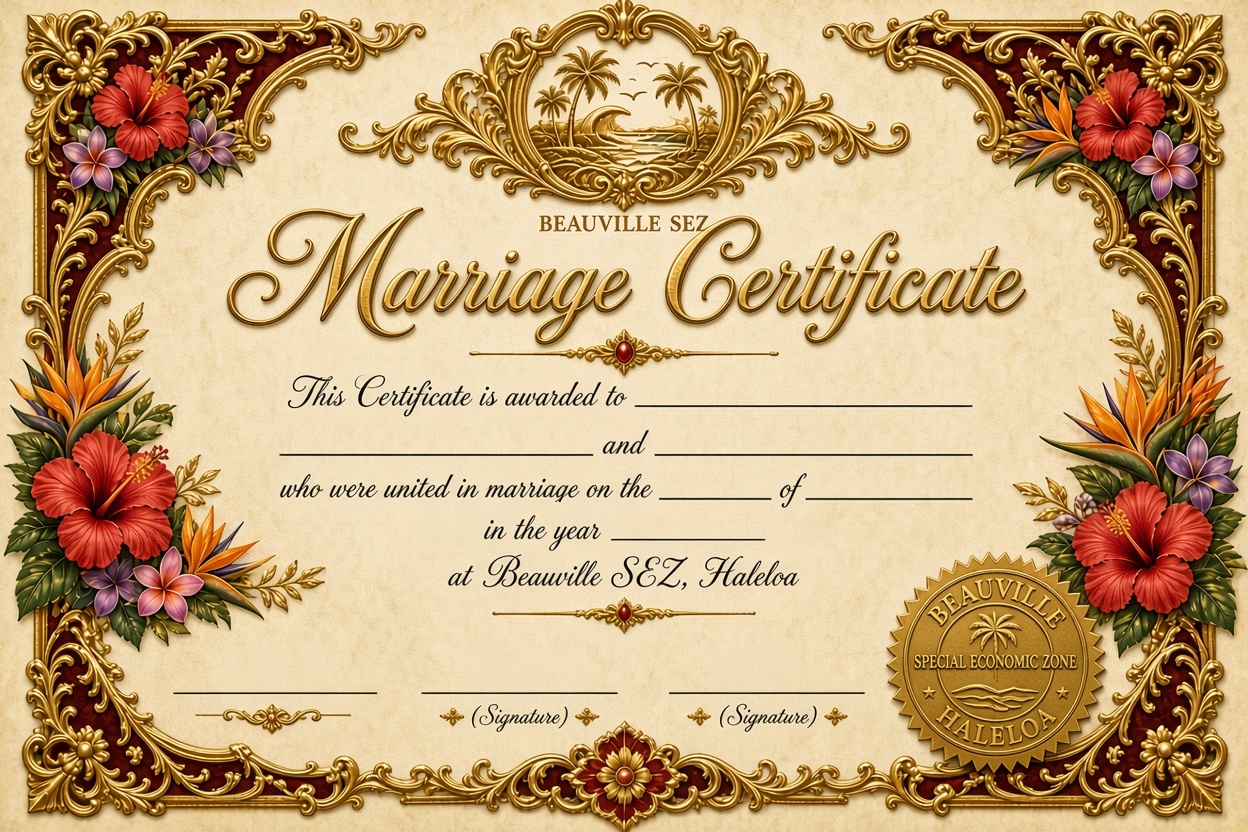 BEAUVILLE SEZ
Marriage Certificate
This Certificate is awarded to
and
who were united in marriage on the of
in the year
at Beauville SEZ, Haleloa
BEAUVILLE
SPECIAL ECONOMIC ZONE
HALELOA
(Signature) (Signature)